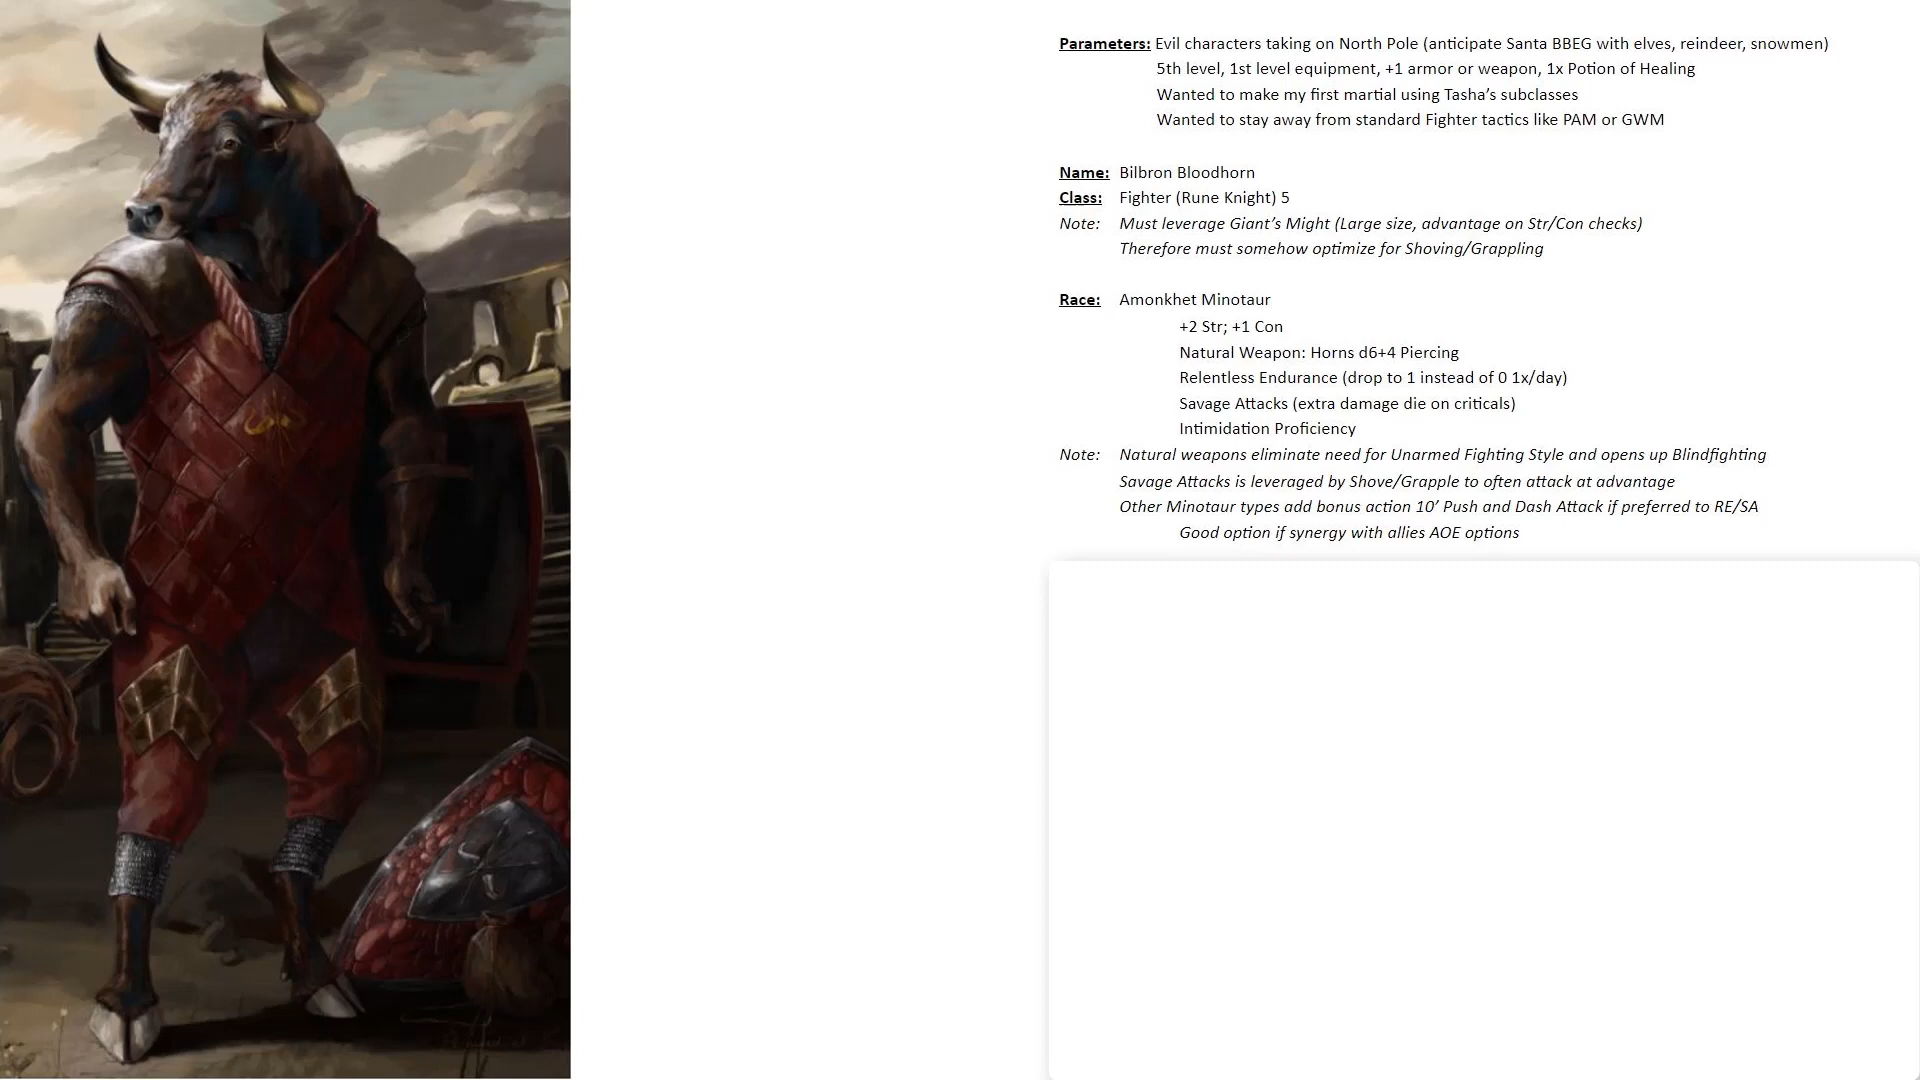 Parameters: Evil characters taking on North Pole (anticipate Santa BBEG with elves, reindeer, snowmen)
5th level, 1st level equipment, +1 armor or weapon, 1x Potion of Healing
Wanted to make my first martial using Tasha’s subclasses
Wanted to stay away from standard Fighter tactics like PAM or GWM
Name: Bilbron Bloodhorn
Class: Fighter (Rune Knight) 5
Note: Must leverage Giant’s Might (Large size, advantage on Str/Con checks)
Therefore must somehow optimize for Shoving/Grappling
Race: Amonkhet Minotaur
+2 Str; +1 Con
Natural Weapon: Horns d6+4 Piercing
Relentless Endurance (drop to 1 instead of 0 1x/day)
Savage Attacks (extra damage die on criticals)
Intimidation Proficiency
Note: Natural weapons eliminate need for Unarmed Fighting Style and opens up Blindfighting
Savage Attacks is leveraged by Shove/Grapple to often attack at advantage
Other Minotaur types add bonus action 10’ Push and Dash Attack if preferred to RE/SA
Good option if synergy with allies AOE options